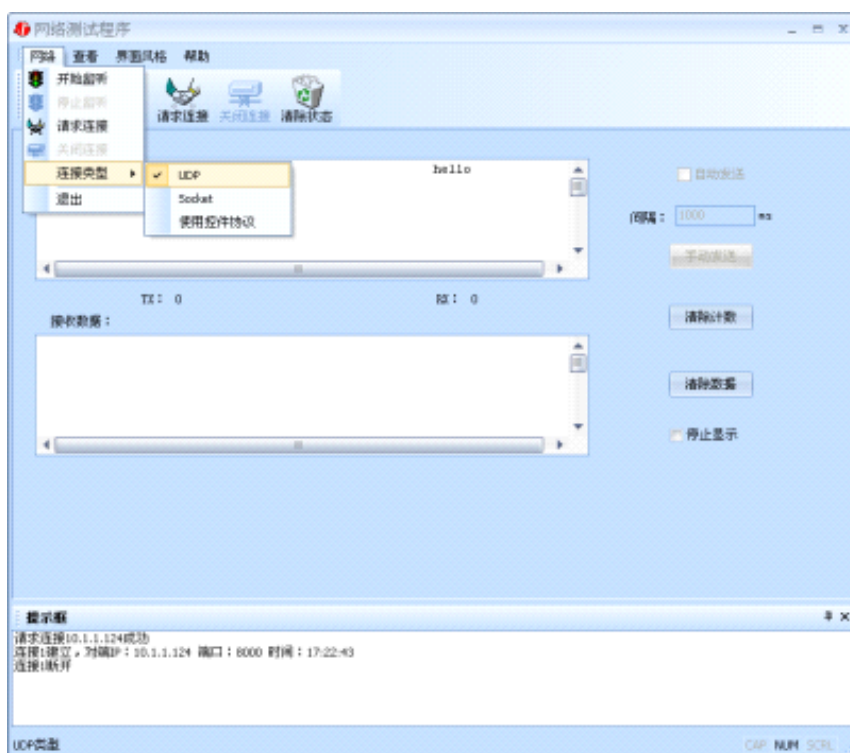 网络测试程序
网络 查看 界面风格 帮助
开始监听
停止监听
请求连接
关闭连接
连接类型
退出
请求连接 关闭连接 清除状态
UDP
Socket
使用控件协议
hello
自动发送
间隔： 1000 ms
手动发送
TX： 0 RX： 0
清除计数
接收数据：
清除数据
停止显示
提示框
请求连接10.1.1.124成功
连接1建立，对端IP：10.1.1.124 端口：8000 时间：17:22:43
连接1断开
UDP类型 CAP NUM SCRL